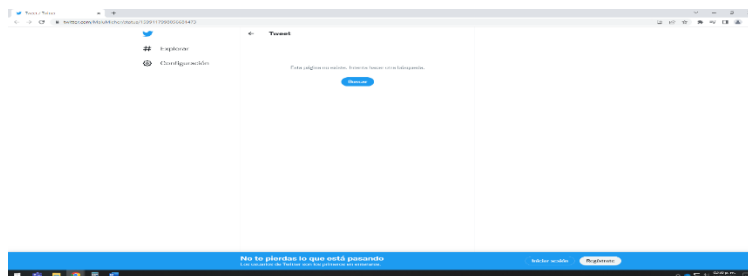 Tweet
# Explorar
Configuración
Esta página no existe. Intenta hacer una búsqueda.
Buscar
No te pierdas lo que está pasando
Los usuarios de Twitter son los primeros en enterarse.
Iniciar sesión
Regístrate